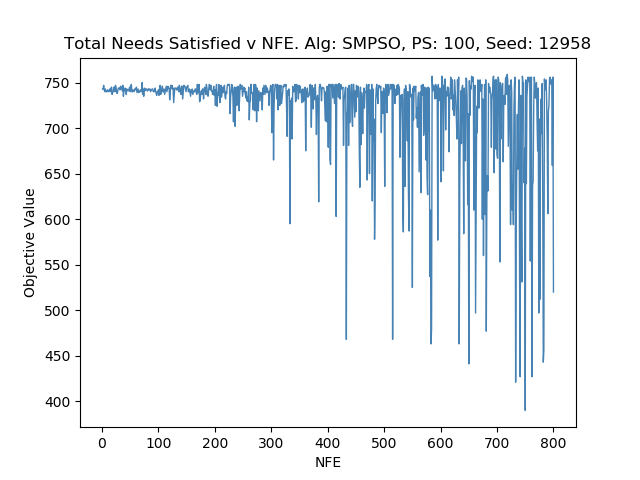 Total Needs Satisfied v NFE. Alg: SMPSO, PS: 100, Seed: 12958
Objective Value
750
700
650
600
550
500
450
400
0 100 200 300 400 500 600 700 800
NFE